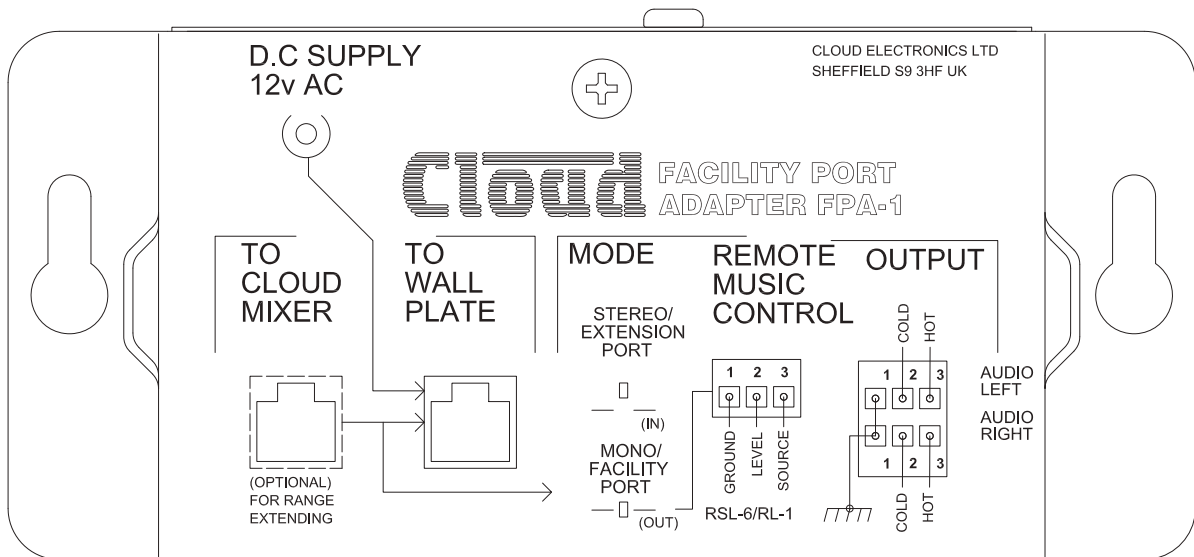 D.C SUPPLY
12v AC
CLOUD ELECTRONICS LTD
SHEFFIELD S9 3HF UK
Cloud
FACILITY PORT
ADAPTER FPA-1
TO
CLOUD
MIXER
TO
WALL
PLATE
MODE
REMOTE
MUSIC
CONTROL
OUTPUT
STEREO/
EXTENSION
PORT
(IN)
MONO/
FACILITY
PORT
(OUT)
1 2 3
GROUND
LEVEL
SOURCE
RSL-6/RL-1
COLD
HOT
1 2 3
AUDIO
LEFT
AUDIO
RIGHT
1 2 3
COLD
HOT
(OPTIONAL)
FOR RANGE
EXTENDING